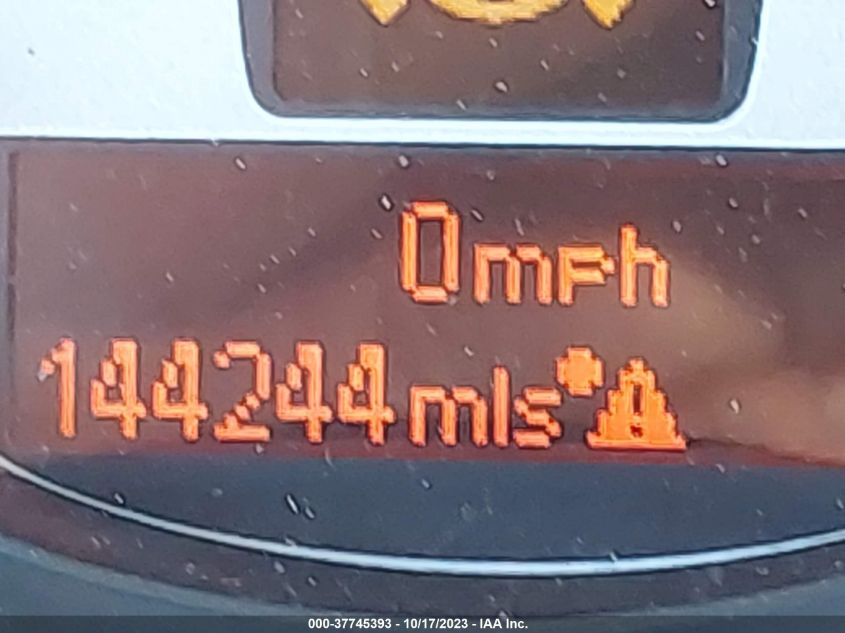 0mph
144244mls
000-37745393 - 10/17/2023 - IAA Inc.